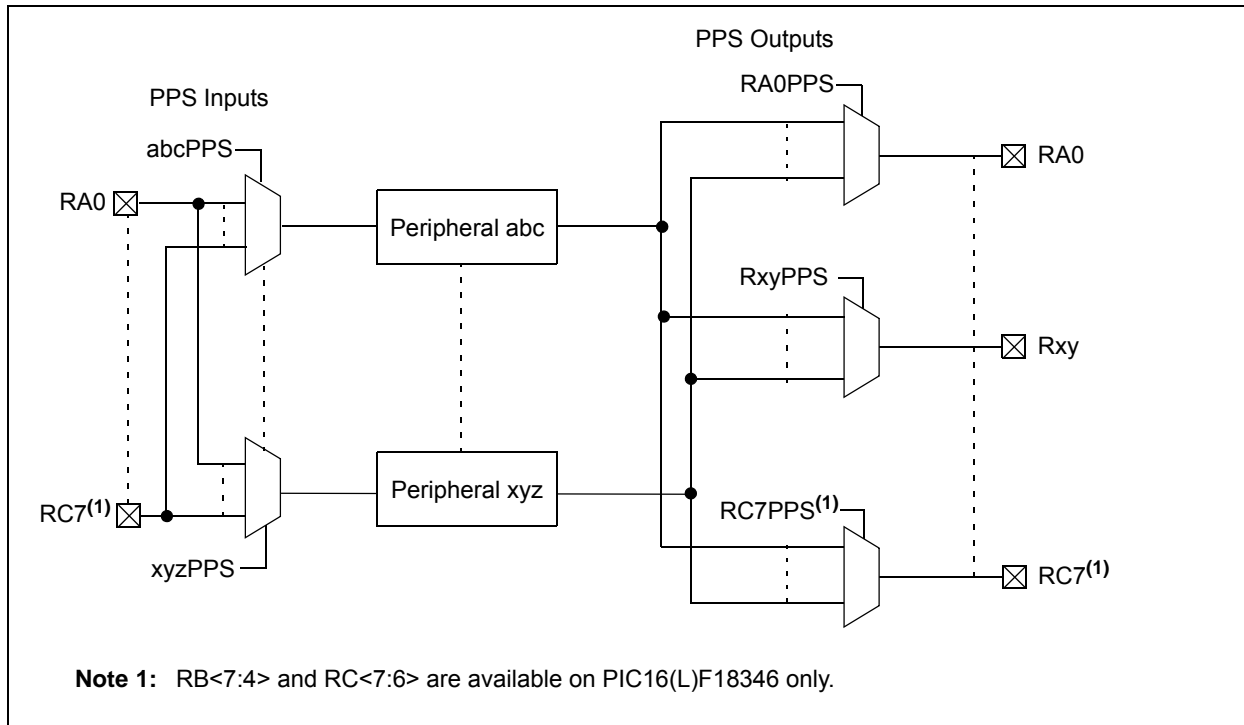 PPS Outputs
RA0PPS
PPS Inputs
abcPPS
RA0
RA0
Peripheral abc
RxyPPS
Rxy
Peripheral xyz
RC7(1)
RC7PPS(1)
xyzPPS
RC7(1)
Note 1: RB<7:4> and RC<7:6> are available on PIC16(L)F18346 only.